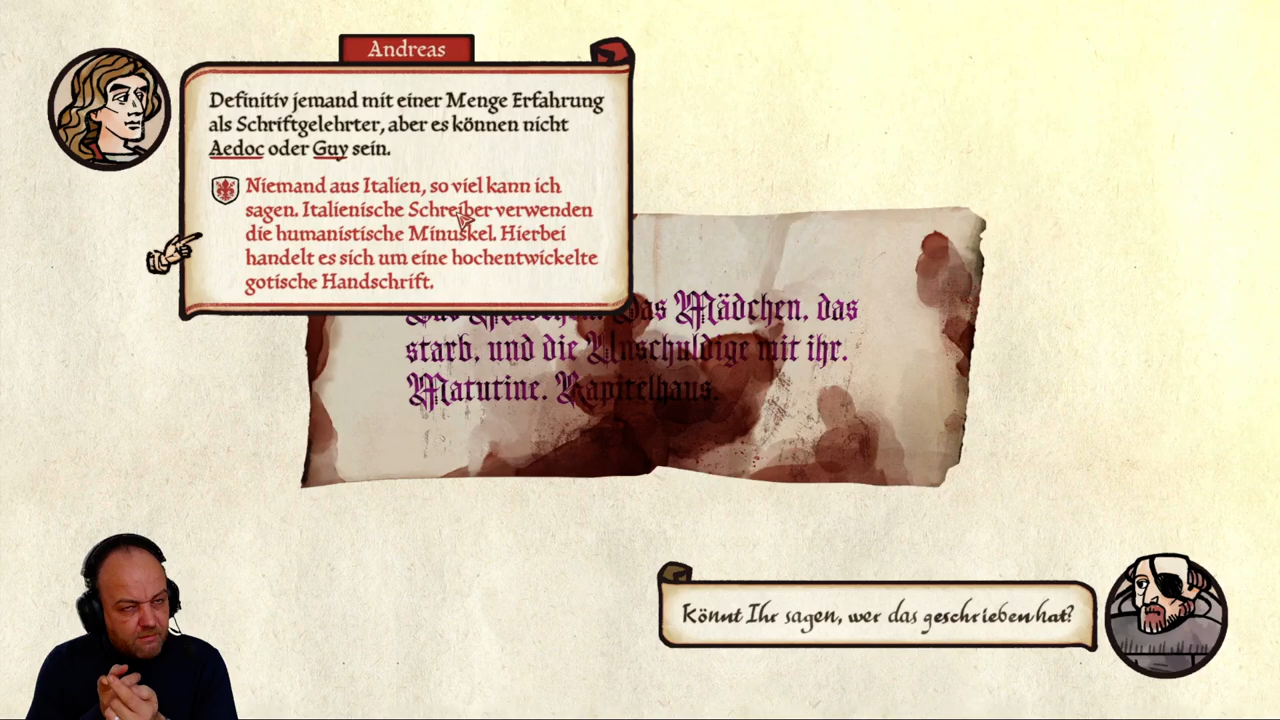 Andreas
Definitiv jemand mit einer Menge Erfahrung
als Schriftgelehrter, aber es können nicht
Aedoc oder Guy sein.
Niemand aus Italien, so viel kann ich
sagen. Italienische Schreiber verwenden
die humanistische Minuskel. Hierbei
handelt es sich um eine hochentwickelte
gotische Handschrift.
Mädchen, das
starb, und die Unschuldige mit ihr.
Matutine. Kapitelhaus.
Könnt Ihr sagen, wer das geschrieben hat?